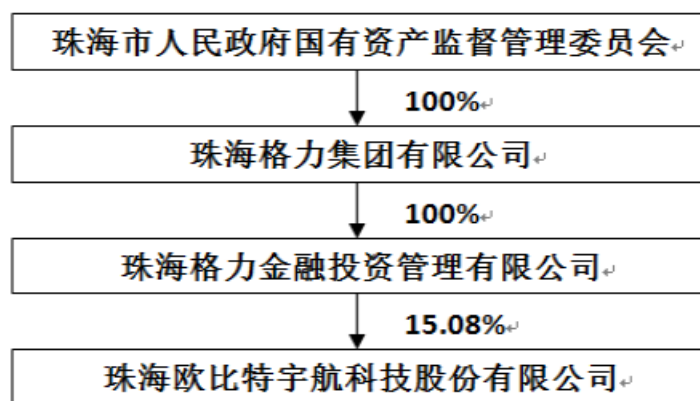 珠海市人民政府国有资产监督管理委员会
100%
珠海格力集团有限公司
100%
珠海格力金融投资管理有限公司
15.08%
珠海欧比特宇航科技股份有限公司